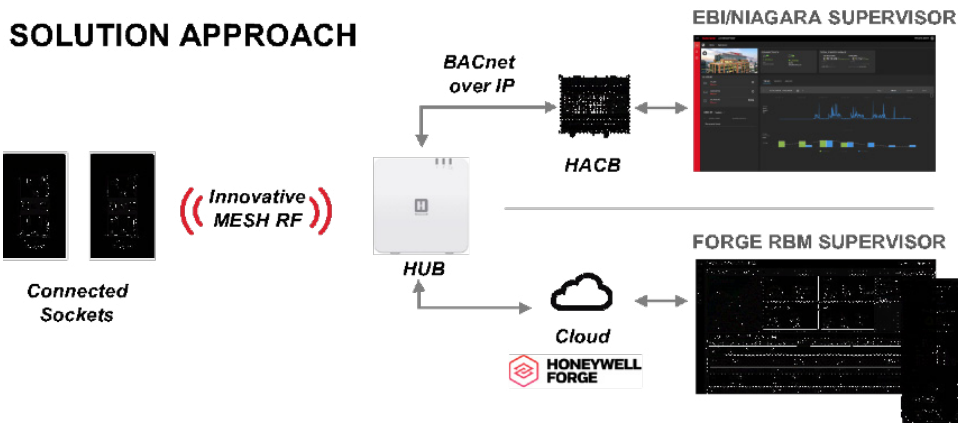 SOLUTION APPROACH
EBI/NIAGARA SUPERVISOR
BACnet
over IP
HACB
Innovative
MESH RF
H
HUB
Connected
Sockets
FORGE RBM SUPERVISOR
Cloud
HONEYWELL
FORGE